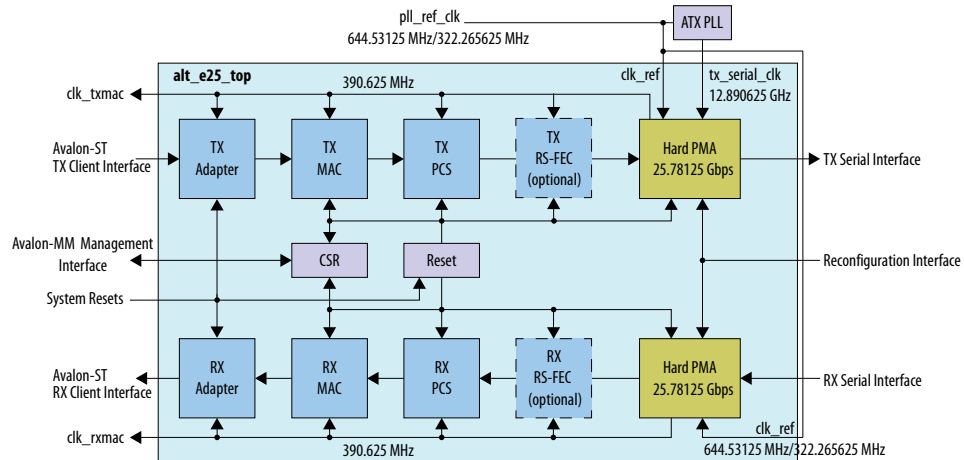 pll_ref_clk
644.53125 MHz/322.265625 MHz
ATX PLL
alt_e25_top
390.625 MHz
clk_ref
tx_serial_clk
12.890625 GHz
clk_txmac
Avalon-ST
TX Client Interface
TX
Adapter
TX
MAC
TX
PCS
TX
RS-FEC
(optional)
Hard PMA
25.78125 Gbps
TX Serial Interface
Avalon-MM Management
Interface
CSR
Reset
Reconfiguration Interface
System Resets
Avalon-ST
RX Client Interface
RX
Adapter
RX
MAC
RX
PCS
RX
RS-FEC
(optional)
Hard PMA
25.78125 Gbps
RX Serial Interface
clk_rxmac
390.625 MHz
clk_ref
644.53125 MHz/322.265625 MHz